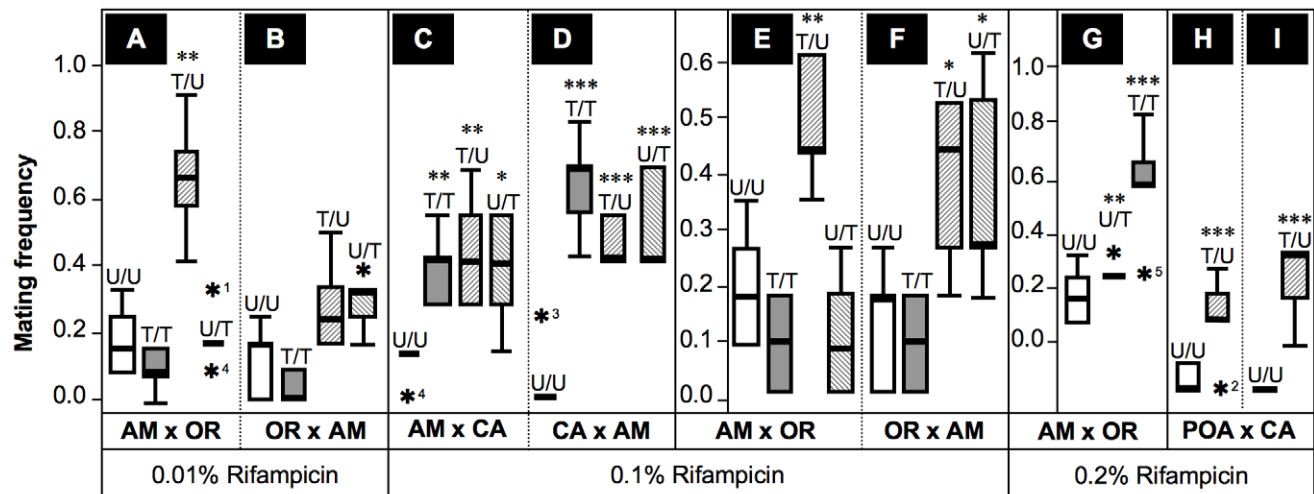 A
B
C
D
E
F
G
H
I
Mating frequency
1.0
0.8
0.6
0.4
0.2
0.0
U/U
T/T
**
T/U
*1
U/T
*4
U/U
T/T
T/U
U/T
*
U/U
*4
**
T/T
**
T/U
*
U/T
*3
U/U
***
T/T
***
T/U
***
U/T
0.6
0.5
0.4
0.3
0.2
0.1
0.0
U/U
T/T
**
T/U
U/T
U/U
T/T
*
T/U
*
U/T
1.0
0.8
0.6
0.4
0.2
0.0
U/U
**
U/T
*
***
T/T
*5
U/U
***
T/U
*2
U/U
***
T/U
AM x OR
OR x AM
AM x CA
CA x AM
AM x OR
OR x AM
AM x OR
POA x CA
0.01% Rifampicin
0.1% Rifampicin
0.2% Rifampicin